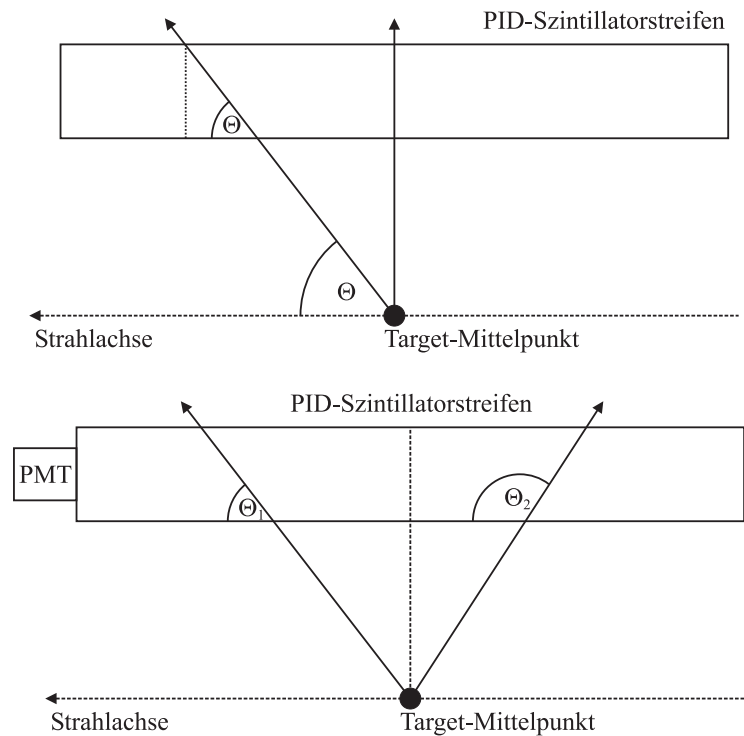 PID-Szintillatorstreifen
Θ
Θ
Strahlachse
Target-Mittelpunkt
PID-Szintillatorstreifen
PMT
Θ₁
Θ₂
Strahlachse
Target-Mittelpunkt